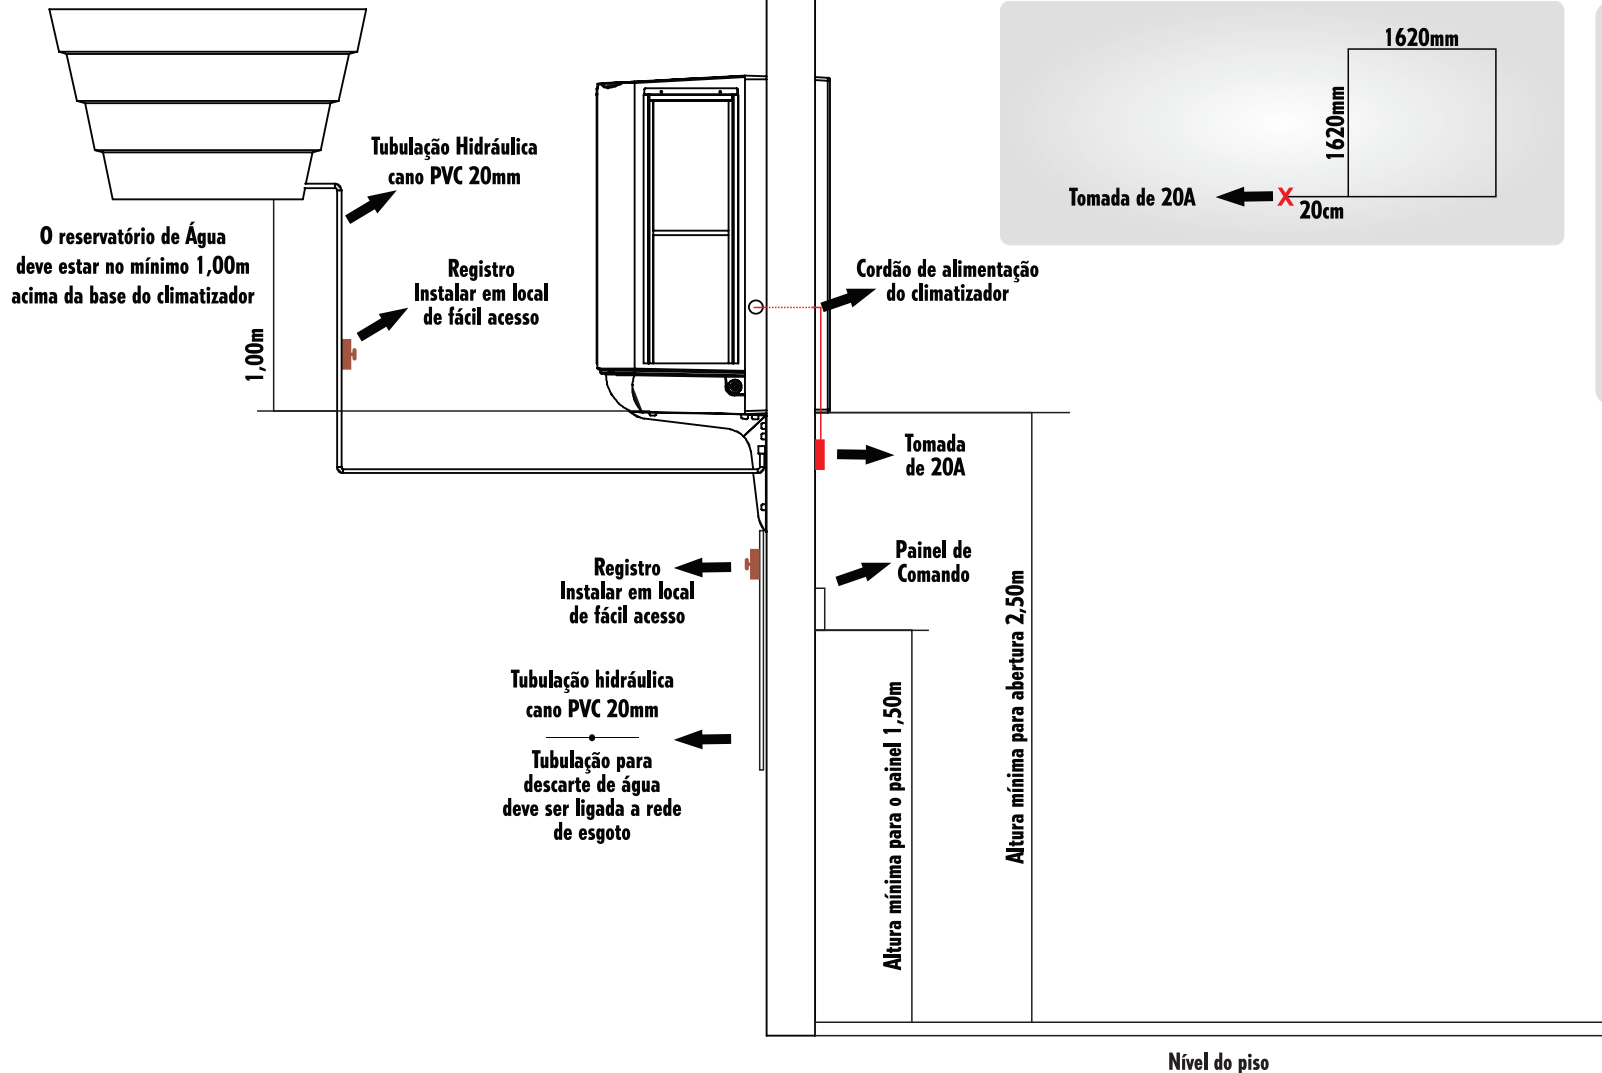 Tubulação Hidráulica
cano PVC 20mm
O reservatório de Água
deve estar no mínimo 1,00m
acima da base do climatizador
1,00m
Registro
Instalar em local
de fácil acesso
Cordão de alimentação
do climatizador
1620mm
1620mm
Tomada de 20A
X
20cm
Tomada
de 20A
Painel de
Comando
Registro
Instalar em local
de fácil acesso
Tubulação hidráulica
cano PVC 20mm
Tubulação para
descarte de água
deve ser ligada a rede
de esgoto
Altura mínima para o painel 1,50m
Altura mínima para abertura 2,50m
Nível do piso